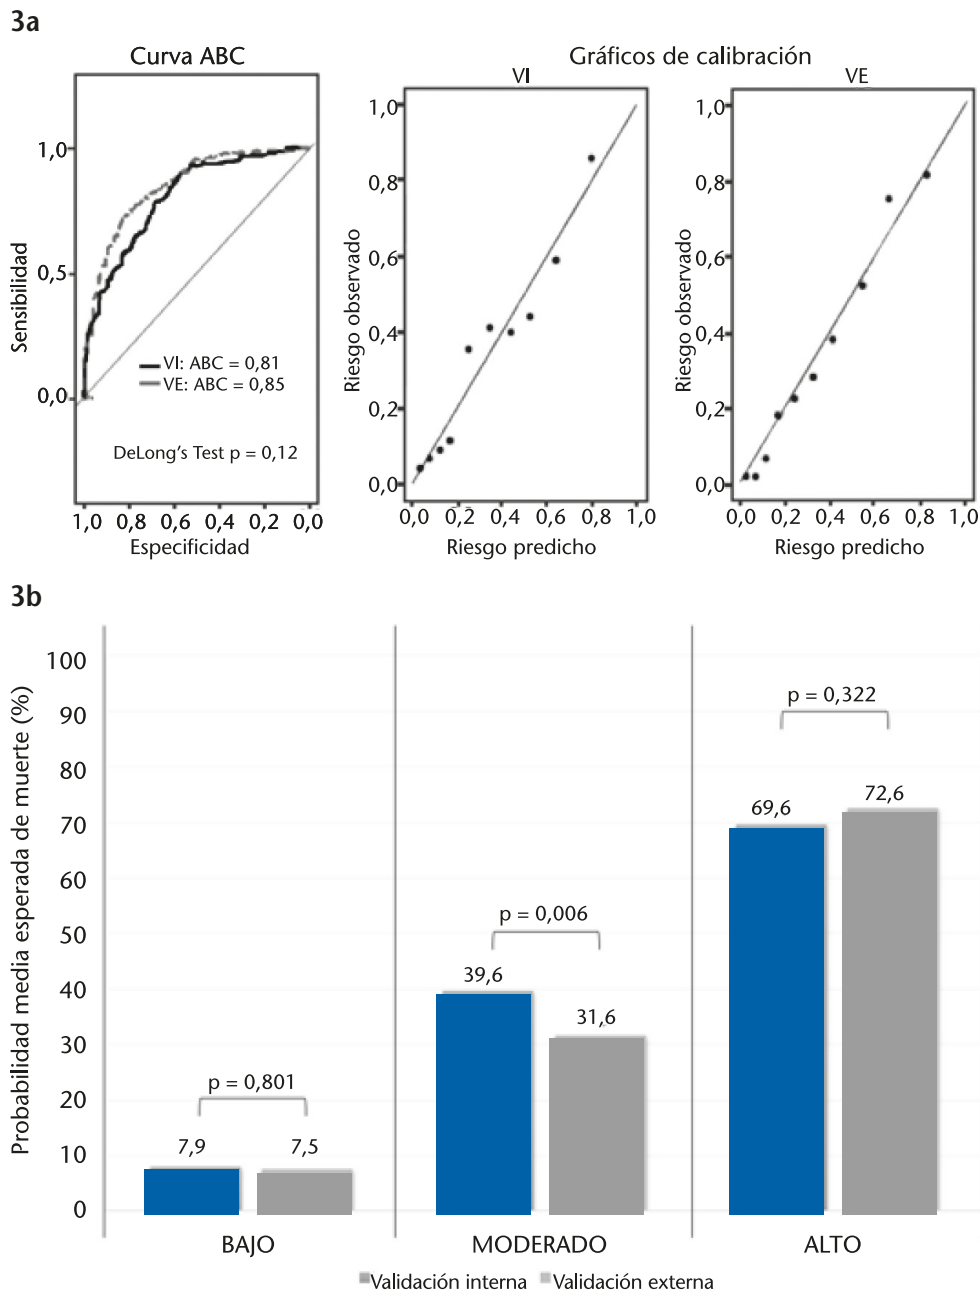 3a
Curva ABC
Gráficos de calibración
VI
VE
Sensibilidad
1,0
0,5
0,0
VI: ABC = 0,81
VE: ABC = 0,85
DeLong's Test p = 0,12
1,0 0,8 0,6 0,4 0,2 0,0
Especificidad
Riesgo observado
1,0
0,8
0,6
0,4
0,2
0,0
0,0 0,2 0,4 0,6 0,8 1,0
Riesgo predicho
Riesgo observado
1,0
0,8
0,6
0,4
0,2
0,0
0,0 0,2 0,4 0,6 0,8 1,0
Riesgo predicho
3b
Probabilidad media esperada de muerte (%)
100
90
80
70
60
50
40
30
20
10
0
p = 0,801
7,9 7,5
p = 0,006
39,6
31,6
p = 0,322
69,6 72,6
BAJO MODERADO ALTO
Validación interna Validación externa